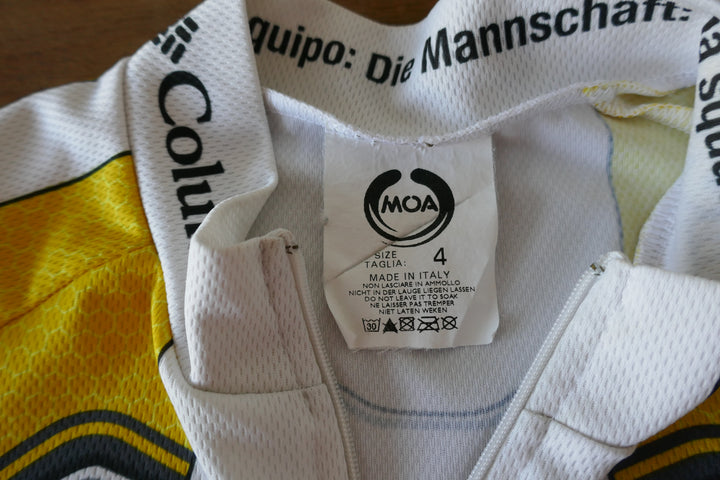 quipo: Die Mannschaft:
Colu
MOA
SIZE
TAGLIA: 4
MADE IN ITALY
NON LASCIARE IN AMMOLLO
NICHT IN DER LAUGE LIEGEN LASSEN
DO NOT LEAVE IT TO SOAK
NE LAISSER PAS TREMPER
NIET LATEN WEKEN
30